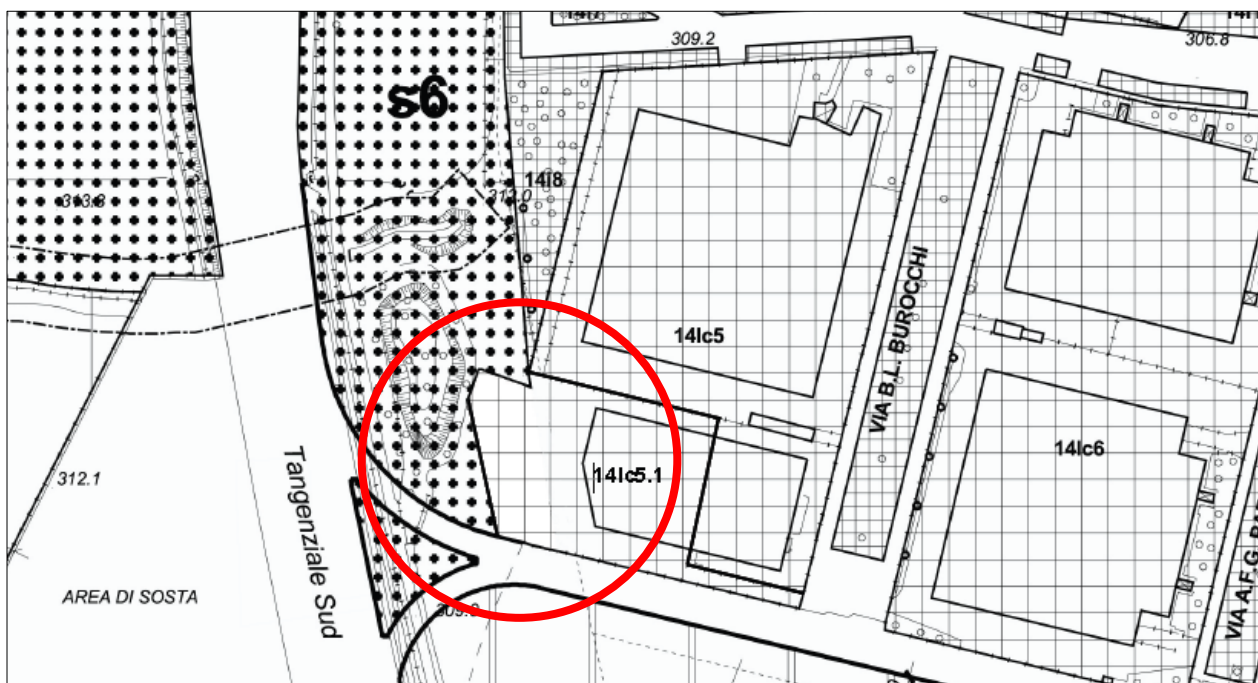 309.2
306.8
s6
14I8
313.8
312.0
14Ic5
VIA B.L. BUROCCHI
14Ic5.1
14Ic6
312.1
Tangenziale Sud
AREA DI SOSTA
VIA A.F.G.